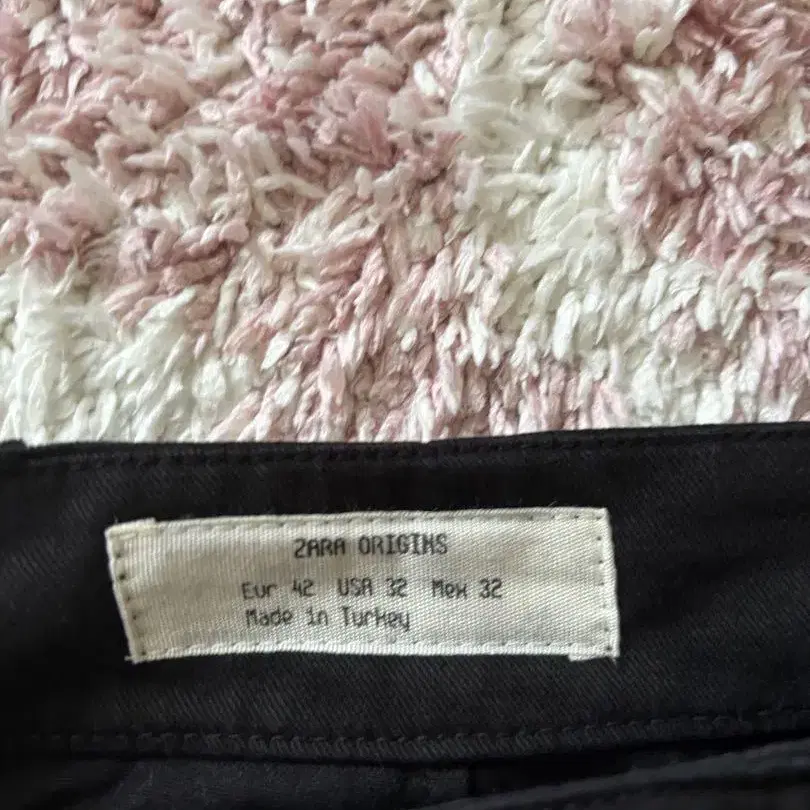 ZARA ORIGINS
Eur 42 USA 32 Mex 32
Made in Turkey